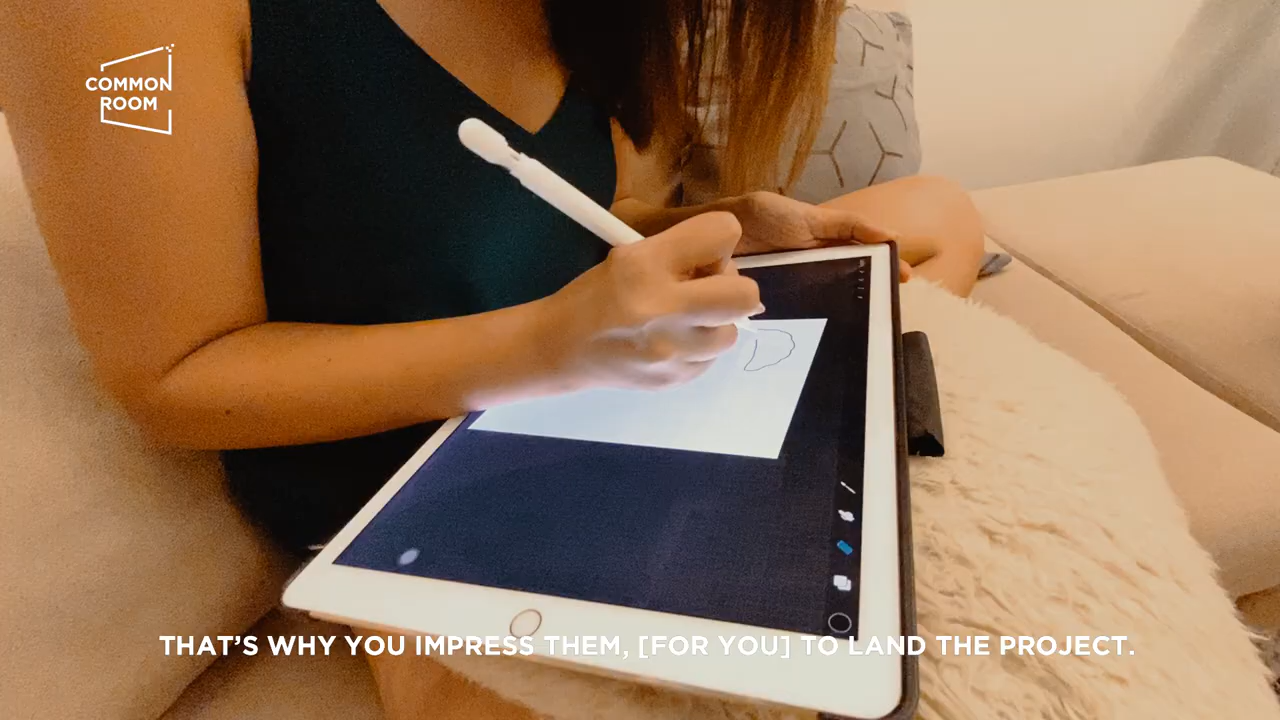 COMMON
ROOM
THAT'S WHY YOU IMPRESS THEM, [FOR YOU] TO LAND THE PROJECT.